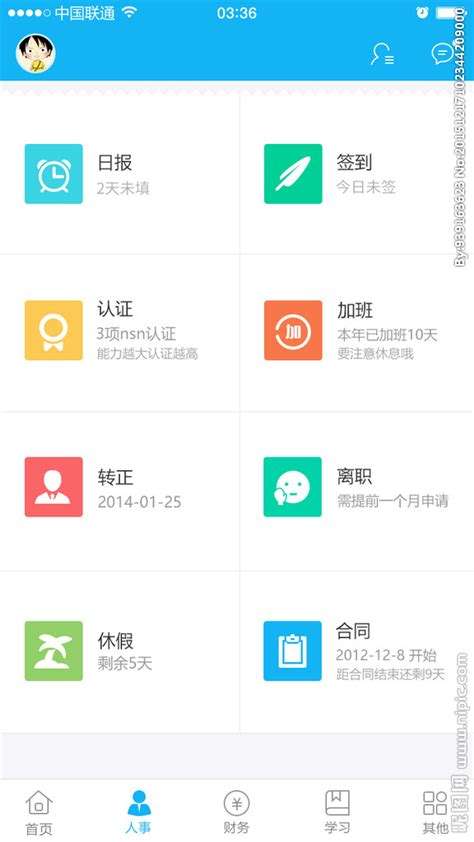 中国联通
03:36
日报
2天未填
签到
今日未签
认证
3项nsn认证
能力越大认证越高
加
加班
本年已加班10天
要注意休息哦
转正
2014-01-25
离职
需提前一个月申请
休假
剩余5天
合同
2012-12-8 开始
距合同结束还剩9天
首页
人事
¥
财务
学习
其他
By:939163623 No:20151217102344209000
昵图网 www.nipic.com